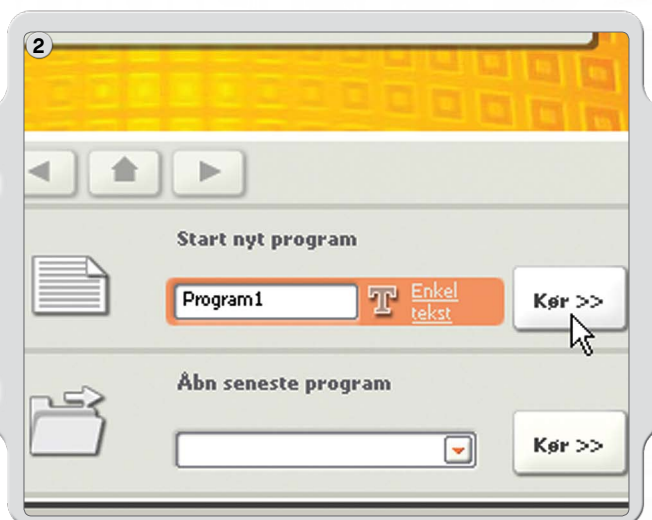 2
Start nyt program
Program1
Enkel
tekst
Kør >>
Åbn seneste program
Kør >>